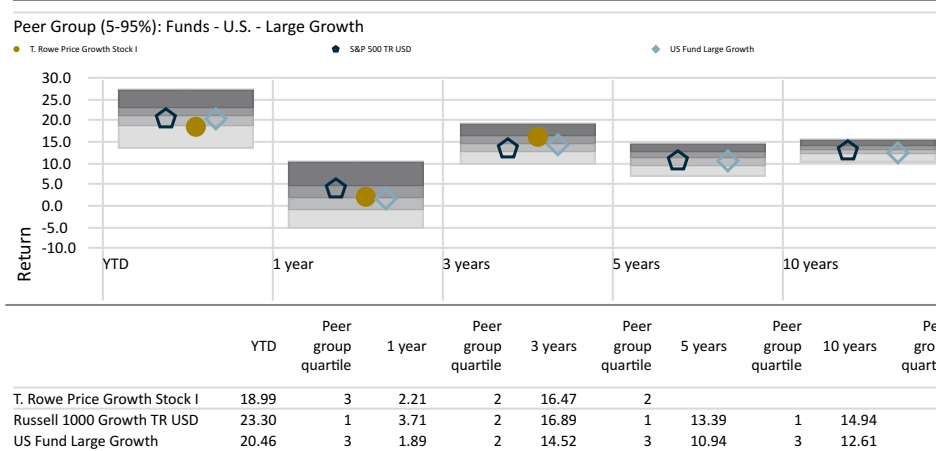 Peer Group (5-95%): Funds - U.S. - Large Growth
T. Rowe Price Growth Stock I S&P 500 TR USD US Fund Large Growth
30.0
25.0
20.0
15.0
10.0
5.0
0.0
-5.0
-10.0
Return
YTD 1 year 3 years 5 years 10 years
Peer Peer Peer Peer
YTD group 1 year group 3 years group 5 years group 10 years
quartile quartile quartile quartile
T. Rowe Price Growth Stock I 18.99 3 2.21 2 16.47 2
Russell 1000 Growth TR USD 23.30 1 3.71 2 16.89 1 13.39 1 14.94
US Fund Large Growth 20.46 3 1.89 2 14.52 3 10.94 3 12.61